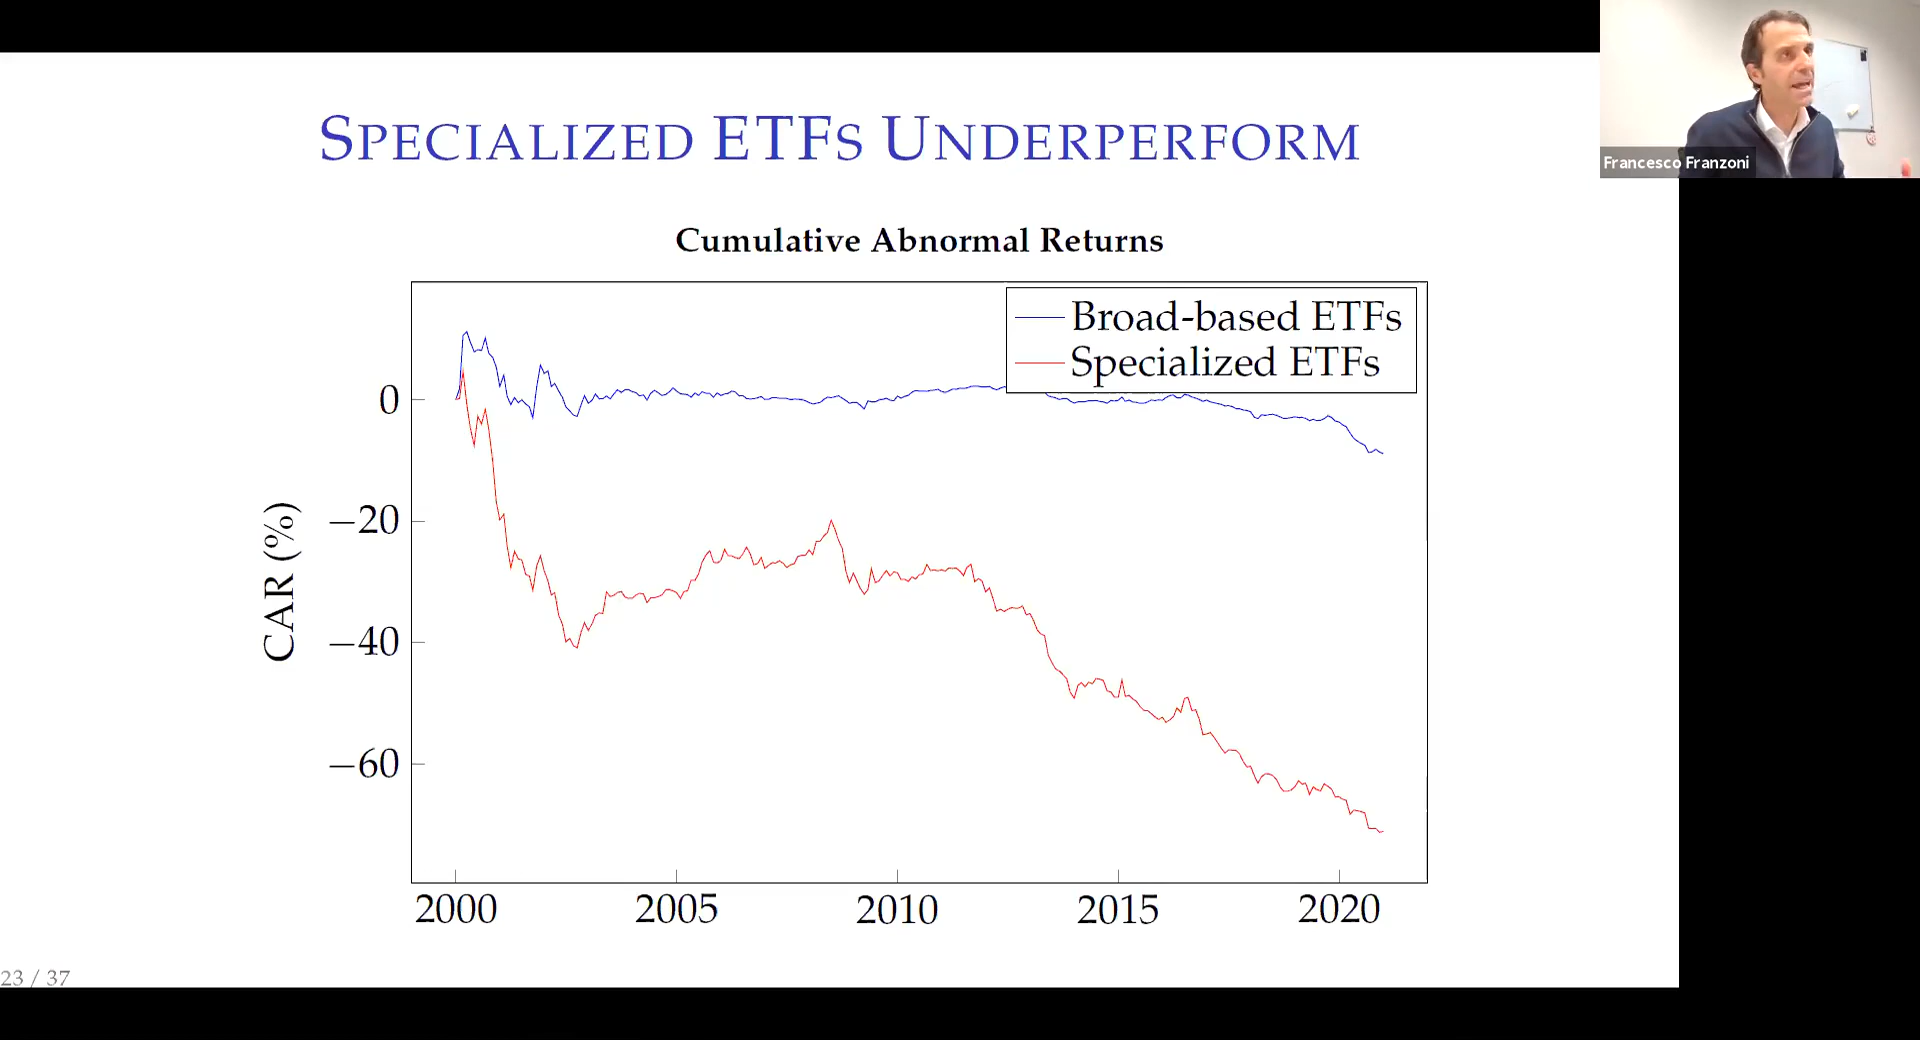 Francesco Franzoni
SPECIALIZED ETFS UNDERPERFORM
Cumulative Abnormal Returns
Broad-based ETFs
Specialized ETFs
CAR (%)
0
−20
−40
−60
2000 2005 2010 2015 2020
23 / 37